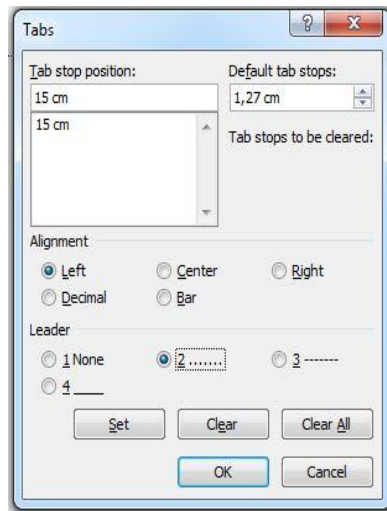 Tabs
Tab stop position: Default tab stops:
15 cm 1,27 cm
15 cm
Tab stops to be cleared:
Alignment
Left Center Right
Decimal Bar
Leader
1 None 2 ....... 3 -------
4 ____
Set Clear Clear All
OK Cancel